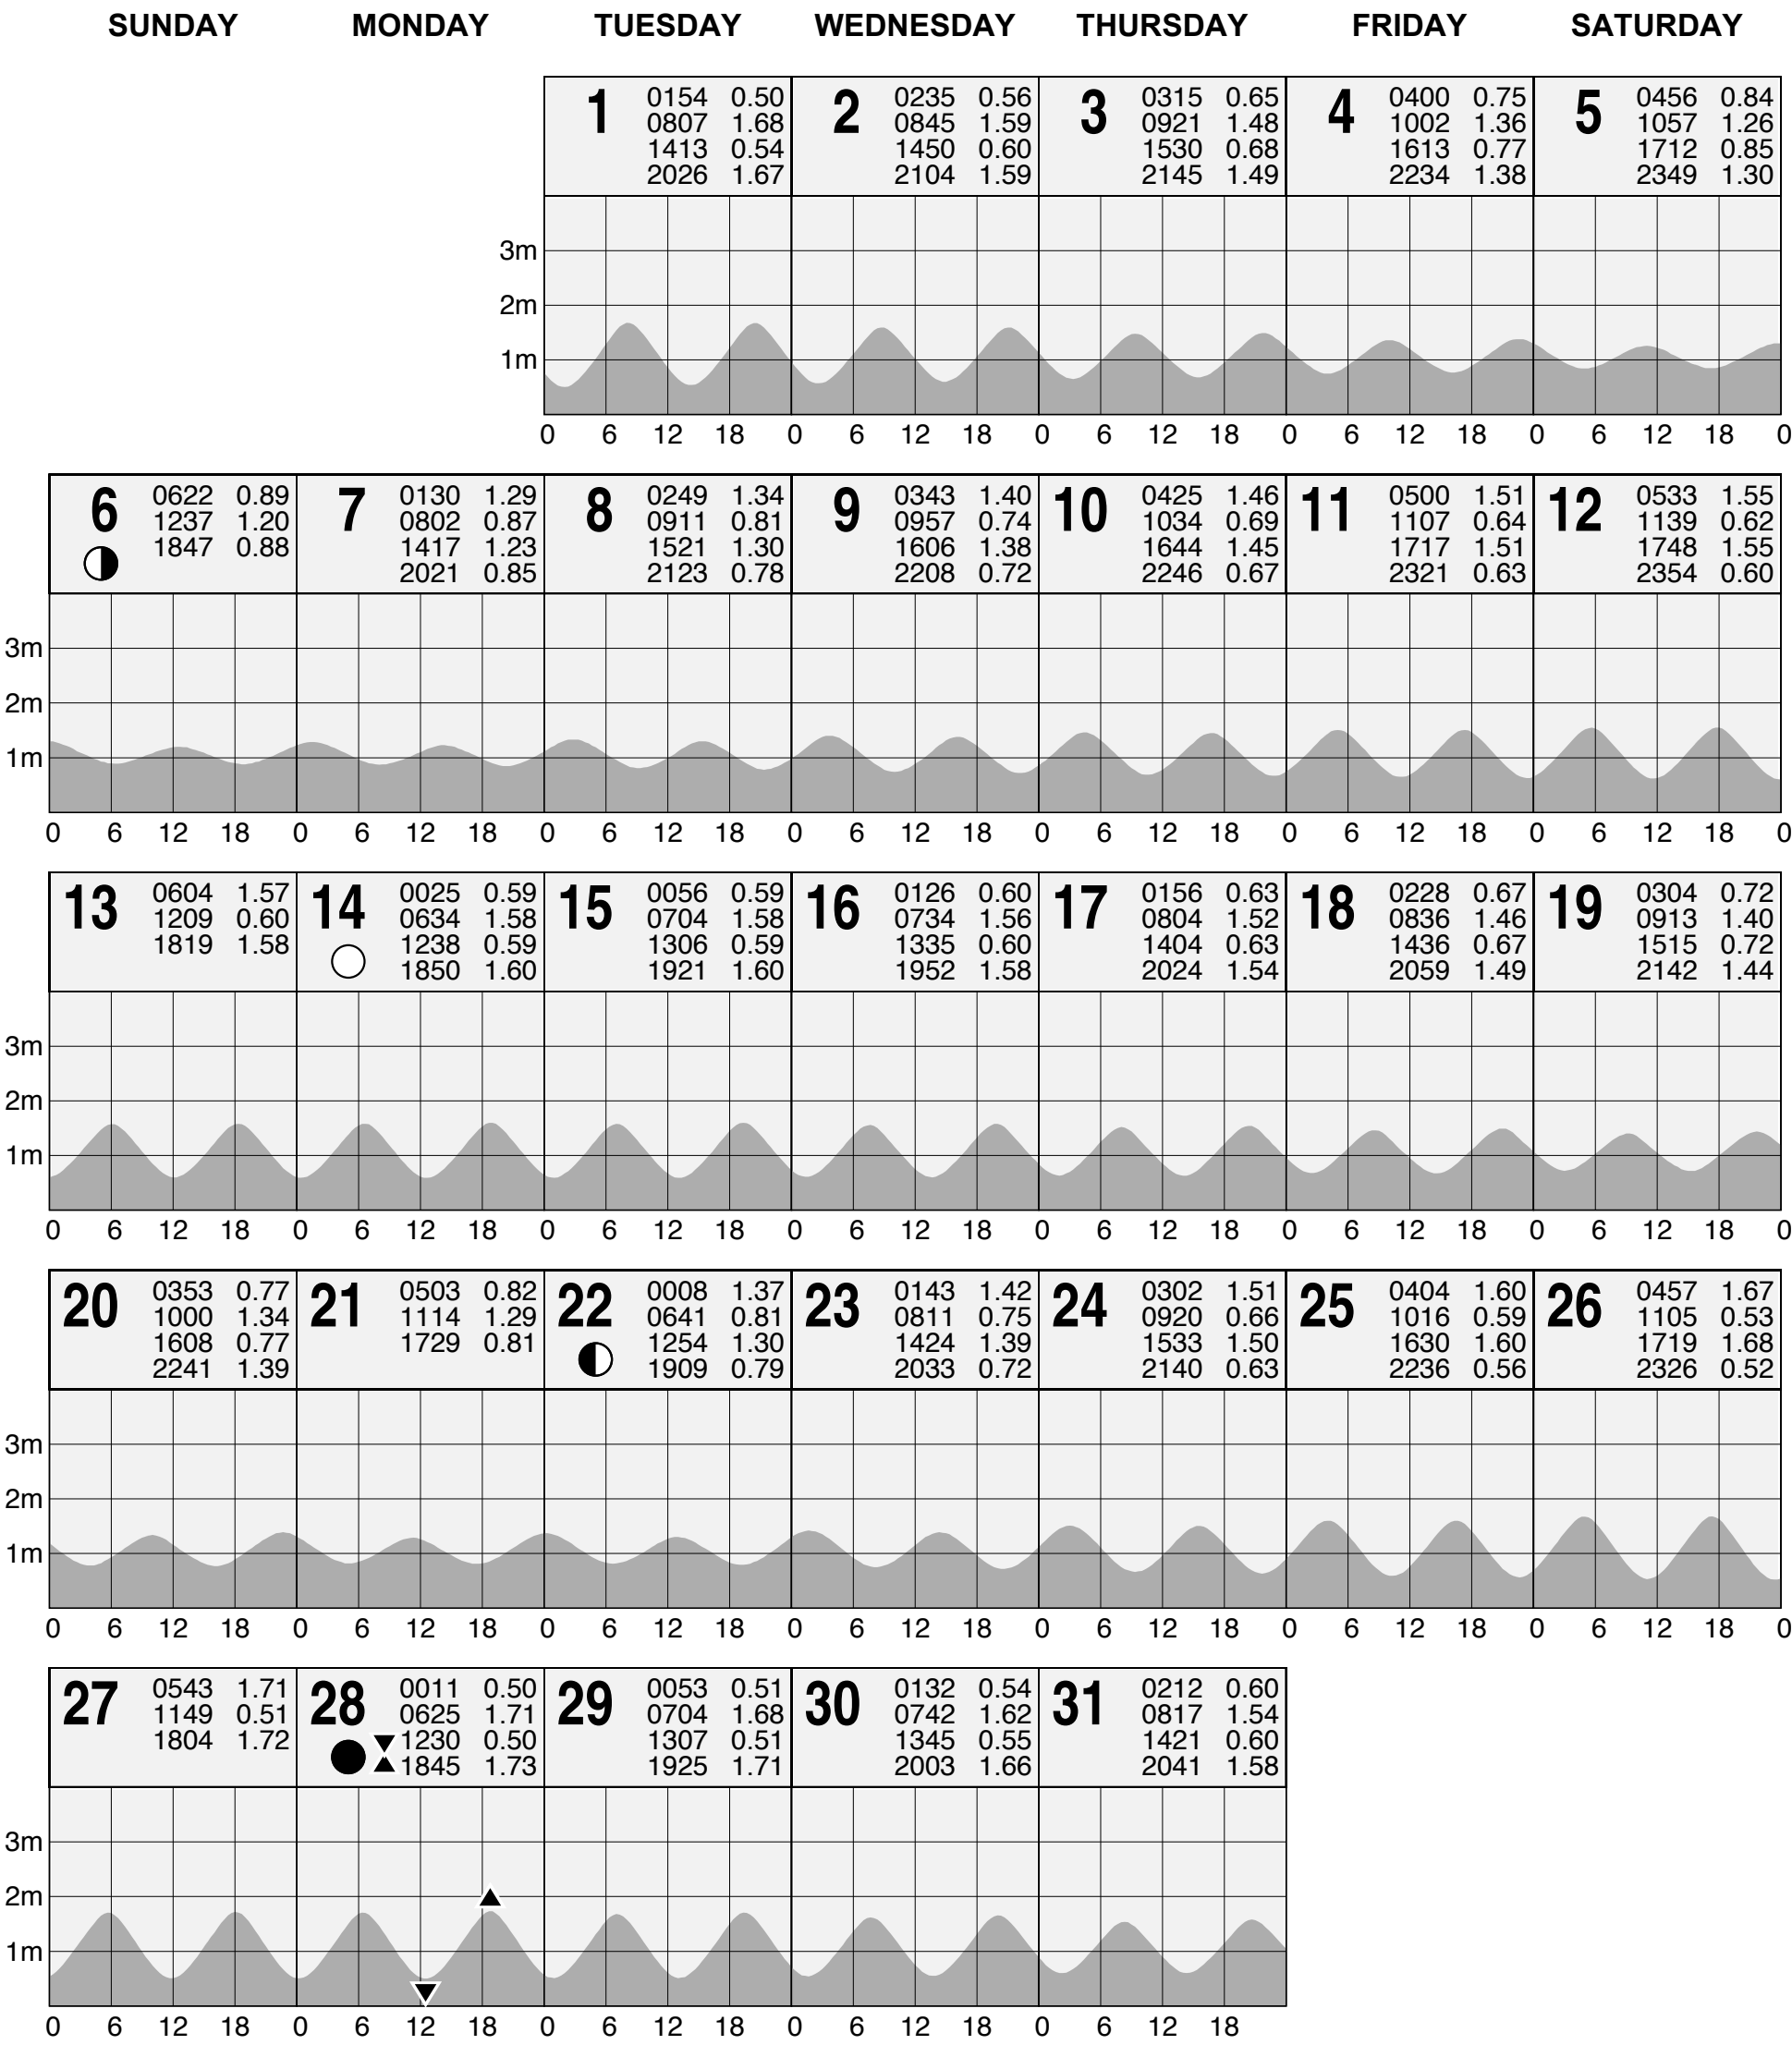 SUNDAY MONDAY TUESDAY WEDNESDAY THURSDAY FRIDAY SATURDAY
1 0154 0.50 2 0235 0.56 3 0315 0.65 4 0400 0.75 5 0456 0.84
0807 1.68 0845 1.59 0921 1.48 1002 1.36 1057 1.26
1413 0.54 1450 0.60 1530 0.68 1613 0.77 1712 0.85
2026 1.67 2104 1.59 2145 1.49 2234 1.38 2349 1.30
3m
2m
1m
0 6 12 18 0 6 12 18 0 6 12 18 0 6 12 18 0 6 12 18 0
6 0622 0.89 7 0130 1.29 8 0249 1.34 9 0343 1.40 10 0425 1.46 11 0500 1.51 12 0533 1.55
1237 1.20 0802 0.87 0911 0.81 0957 0.74 1034 0.69 1107 0.64 1139 0.62
1847 0.88 1417 1.23 1521 1.30 1606 1.38 1644 1.45 1717 1.51 1748 1.55
2021 0.85 2123 0.78 2208 0.72 2246 0.67 2321 0.63 2354 0.60
3m
2m
1m
0 6 12 18 0 6 12 18 0 6 12 18 0 6 12 18 0 6 12 18 0 6 12 18 0 6 12 18 0
13 0604 1.57 14 0025 0.59 15 0056 0.59 16 0126 0.60 17 0156 0.63 18 0228 0.67 19 0304 0.72
1209 0.60 0634 1.58 0704 1.58 0734 1.56 0804 1.52 0836 1.46 0913 1.40
1819 1.58 1238 0.59 1306 0.59 1335 0.60 1404 0.63 1436 0.67 1515 0.72
1850 1.60 1921 1.60 1952 1.58 2024 1.54 2059 1.49 2142 1.44
3m
2m
1m
0 6 12 18 0 6 12 18 0 6 12 18 0 6 12 18 0 6 12 18 0 6 12 18 0 6 12 18 0
20 0353 0.77 21 0503 0.82 22 0008 1.37 23 0143 1.42 24 0302 1.51 25 0404 1.60 26 0457 1.67
1000 1.34 1114 1.29 0641 0.81 0811 0.75 0920 0.66 1016 0.59 1105 0.53
1608 0.77 1729 0.81 1254 1.30 1424 1.39 1533 1.50 1630 1.60 1719 1.68
2241 1.39 1909 0.79 2033 0.72 2140 0.63 2236 0.56 2326 0.52
3m
2m
1m
0 6 12 18 0 6 12 18 0 6 12 18 0 6 12 18 0 6 12 18 0 6 12 18 0 6 12 18 0
27 0543 1.71 28 0011 0.50 29 0053 0.51 30 0132 0.54 31 0212 0.60
1149 0.51 0625 1.71 0704 1.68 0742 1.62 0817 1.54
1804 1.72 1230 0.50 1307 0.51 1345 0.55 1421 0.60
1845 1.73 1925 1.71 2003 1.66 2041 1.58
3m
2m
1m
0 6 12 18 0 6 12 18 0 6 12 18 0 6 12 18 0 6 12 18